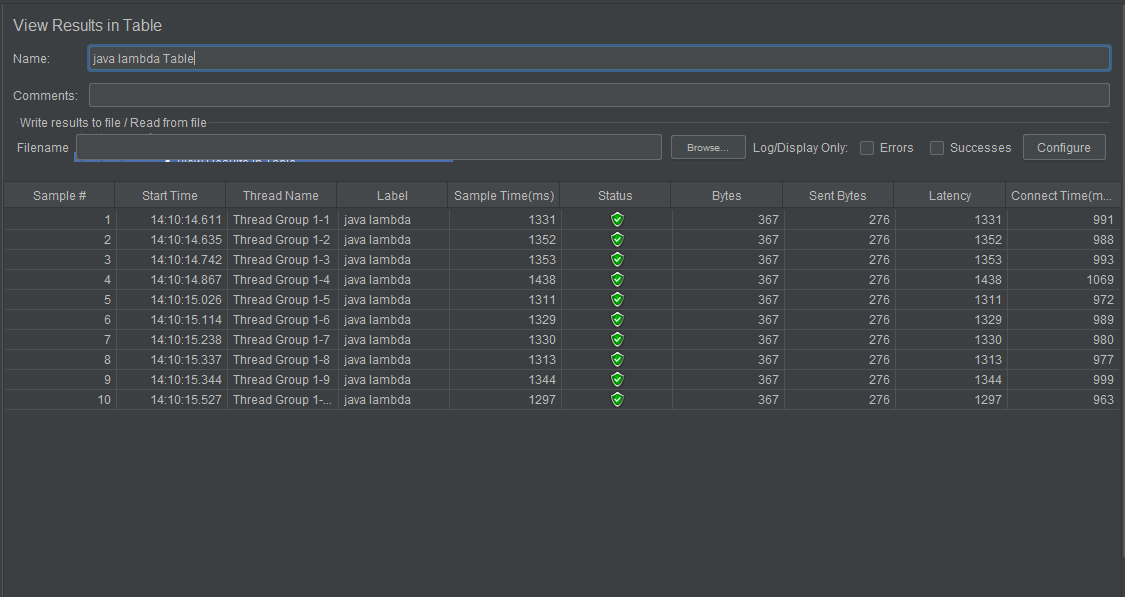 View Results in Table
Name: java lambda Table
Comments:
Write results to file / Read from file
Filename Browse... Log/Display Only: Errors Successes Configure
Sample # Start Time Thread Name Label Sample Time(ms) Status Bytes Sent Bytes Latency Connect Time(m...
1 14:10:14.611 Thread Group 1-1 java lambda 1331 367 276 1331 991
2 14:10:14.635 Thread Group 1-2 java lambda 1352 367 276 1352 988
3 14:10:14.742 Thread Group 1-3 java lambda 1353 367 276 1353 993
4 14:10:14.867 Thread Group 1-4 java lambda 1438 367 276 1438 1069
5 14:10:15.026 Thread Group 1-5 java lambda 1311 367 276 1311 972
6 14:10:15.114 Thread Group 1-6 java lambda 1329 367 276 1329 989
7 14:10:15.238 Thread Group 1-7 java lambda 1330 367 276 1330 980
8 14:10:15.337 Thread Group 1-8 java lambda 1313 367 276 1313 977
9 14:10:15.344 Thread Group 1-9 java lambda 1344 367 276 1344 999
10 14:10:15.527 Thread Group 1-... java lambda 1297 367 276 1297 963